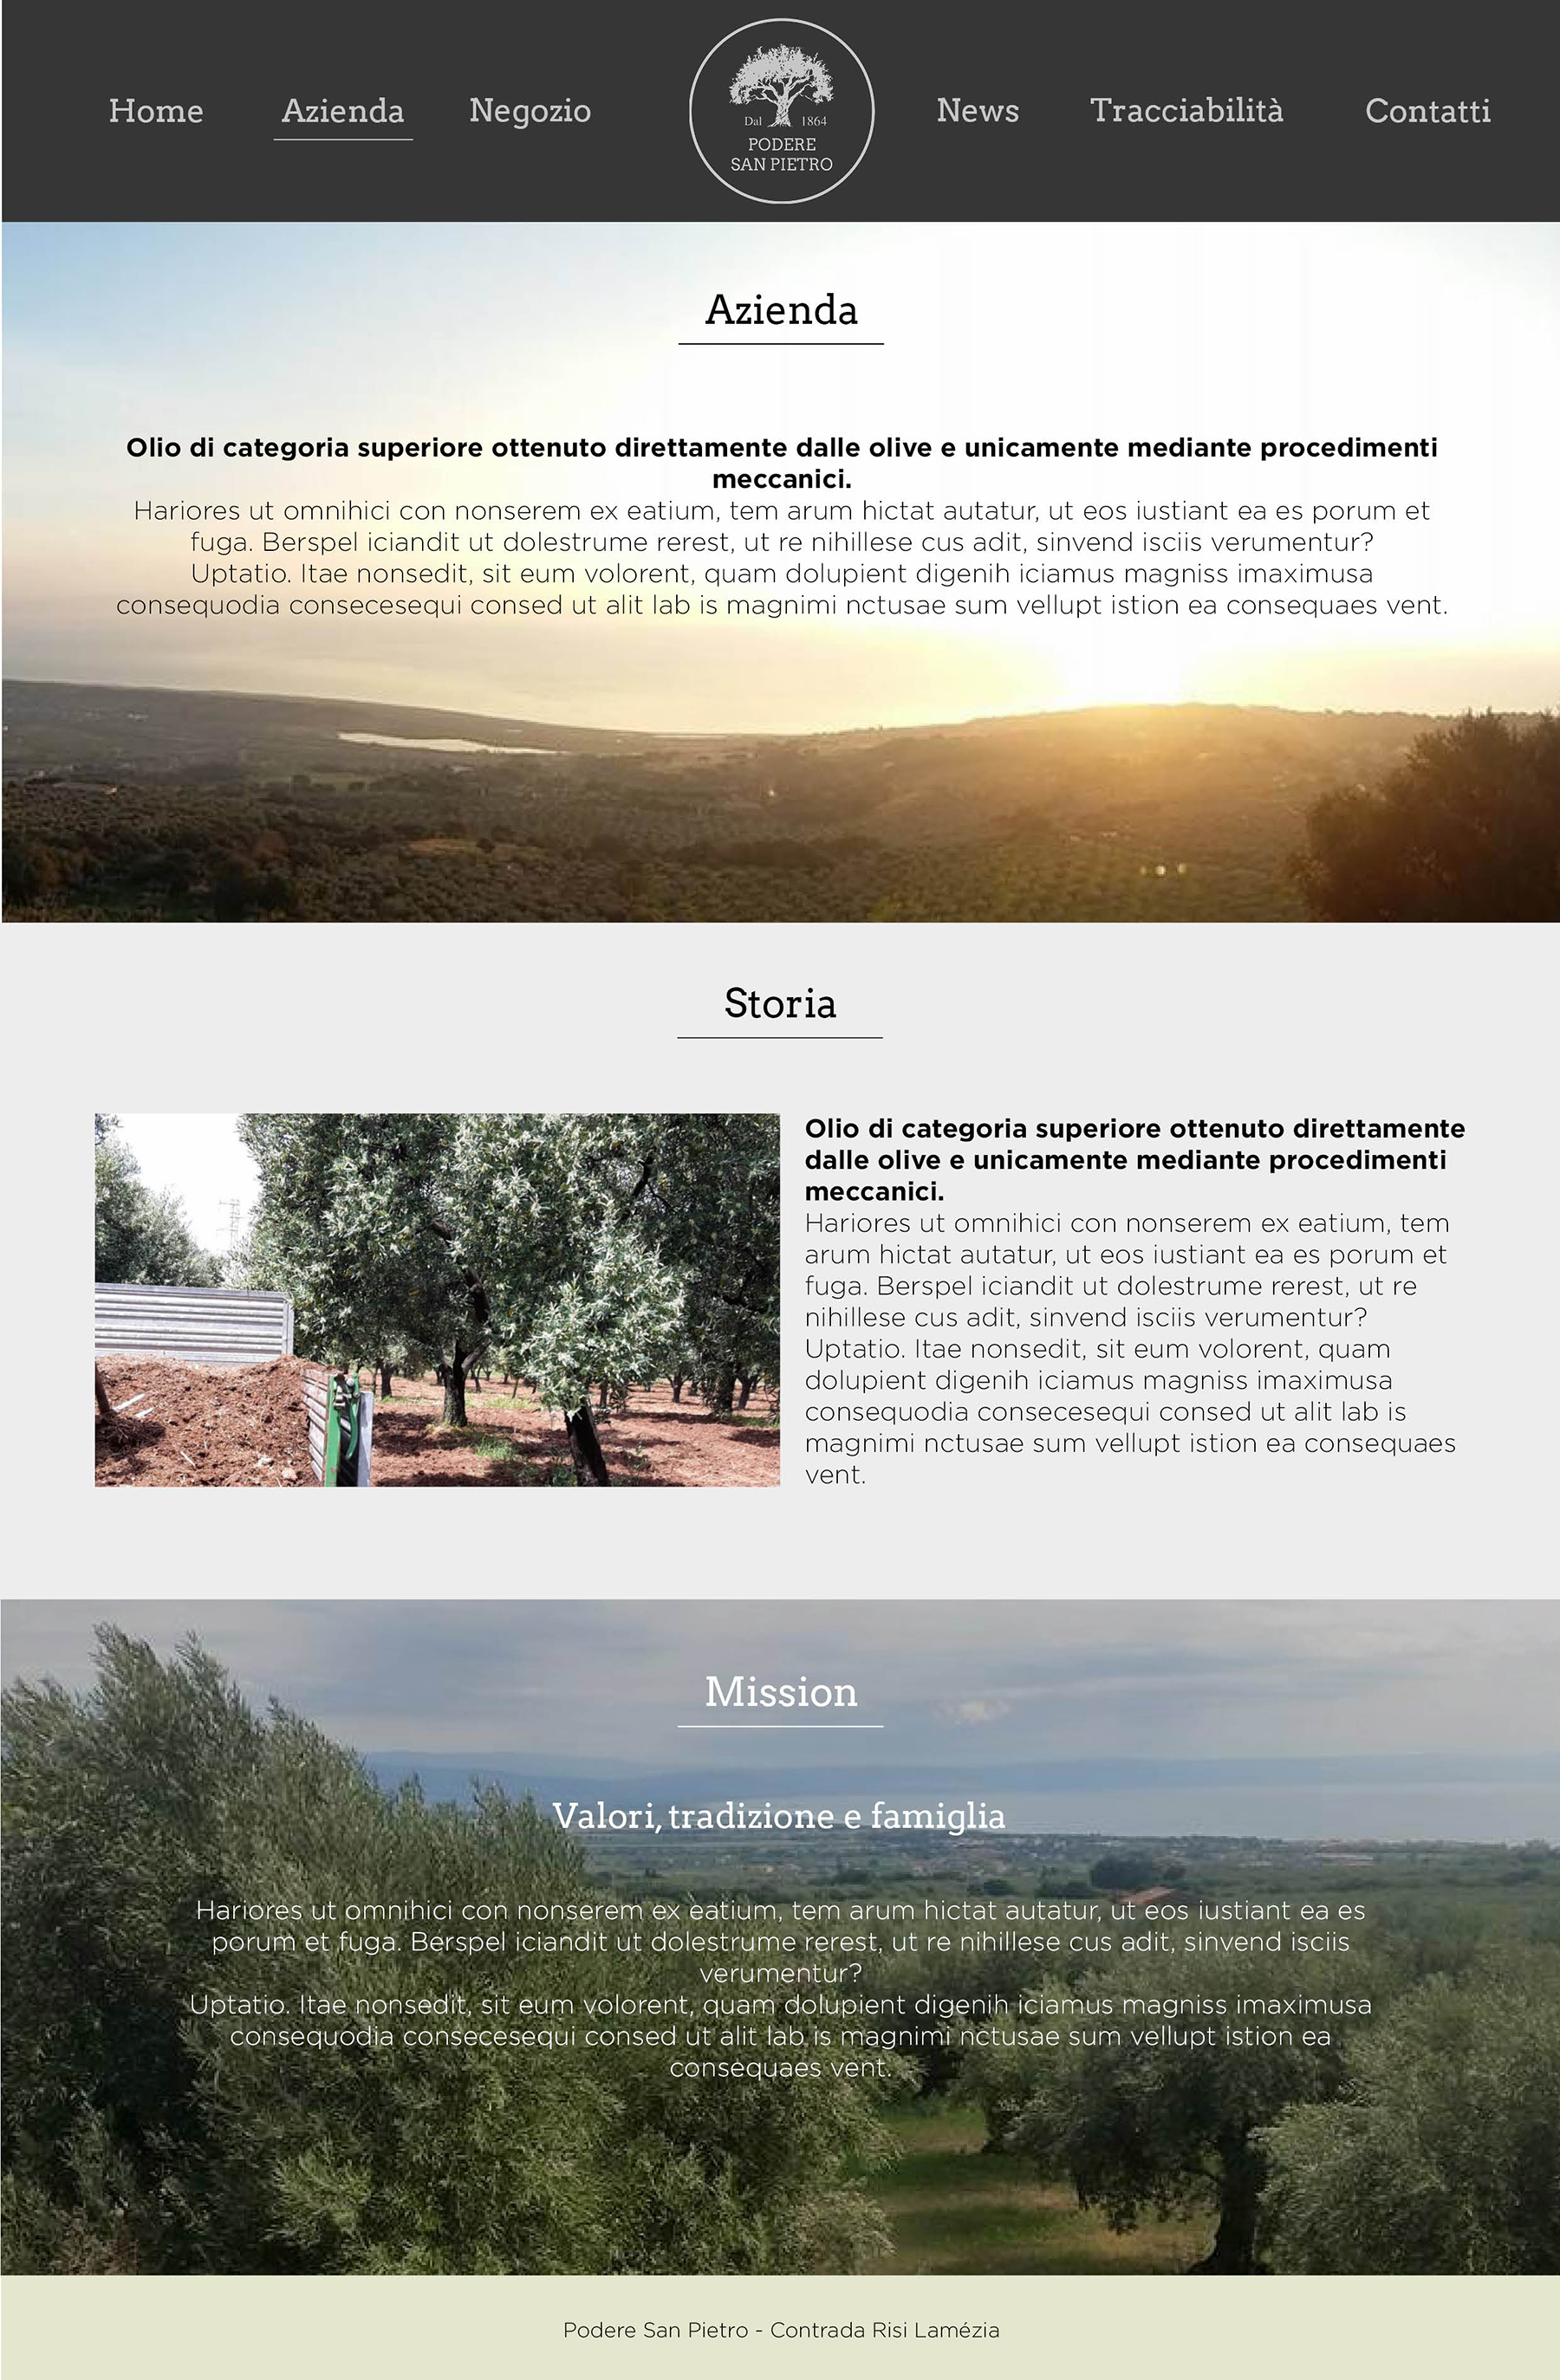 Home Azienda Negozio
Dal 1864
PODERE
SAN PIETRO
News Tracciabilità Contatti
Azienda
Olio di categoria superiore ottenuto direttamente dalle olive e unicamente mediante procedimenti
meccanici.
Hariores ut omnihici con nonserem ex eatium, tem arum hictat autatur, ut eos iustiant ea es porum et
fuga. Berspel iciandit ut dolestrume rerest, ut re nihillese cus adit, sinvend isciis verumentur?
Uptatio. Itae nonsedit, sit eum volorent, quam dolupient digenih iciamus magniss imaximusa
consequodia consecesequi consed ut alit lab is magnimi nctusae sum vellupt istion ea consequaes vent.
Storia
Olio di categoria superiore ottenuto direttamente
dalle olive e unicamente mediante procedimenti
meccanici.
Hariores ut omnihici con nonserem ex eatium, tem
arum hictat autatur, ut eos iustiant ea es porum et
fuga. Berspel iciandit ut dolestrume rerest, ut re
nihillese cus adit, sinvend isciis verumentur?
Uptatio. Itae nonsedit, sit eum volorent, quam
dolupient digenih iciamus magniss imaximusa
consequodia consecesequi consed ut alit lab is
magnimi nctusae sum vellupt istion ea consequaes
vent.
Mission
Valori, tradizione e famiglia
Hariores ut omnihici con nonserem ex eatium, tem arum hictat autatur, ut eos iustiant ea es
porum et fuga. Berspel iciandit ut dolestrume rerest, ut re nihillese cus adit, sinvend isciis
verumentur?
Uptatio. Itae nonsedit, sit eum volorent, quam dolupient digenih iciamus magniss imaximusa
consequodia consecesequi consed ut alit lab is magnimi nctusae sum vellupt istion ea
consequaes vent.
Podere San Pietro - Contrada Risi Lamézia